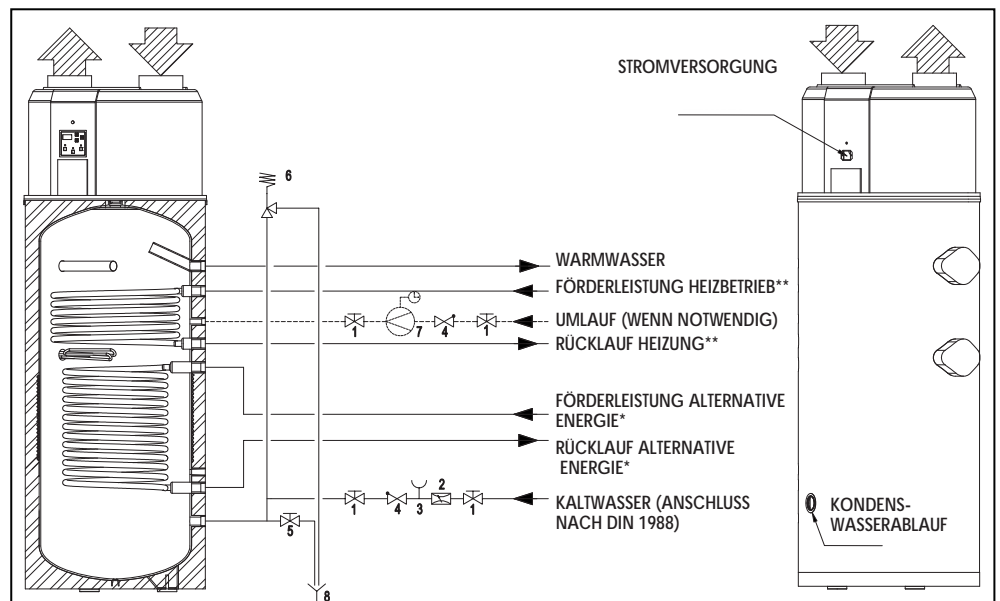 STROMVERSORGUNG
6
WARMWASSER
FÖRDERLEISTUNG HEIZBETRIEB**
1 7 4 1
UMLAUF (WENN NOTWENDIG)
RÜCKLAUF HEIZUNG**
FÖRDERLEISTUNG ALTERNATIVE
ENERGIE*
RÜCKLAUF ALTERNATIVE
ENERGIE*
2
1 4 3 1
KALTWASSER (ANSCHLUSS
NACH DIN 1988)
5
8
KONDENS-
WASSERABLAUF